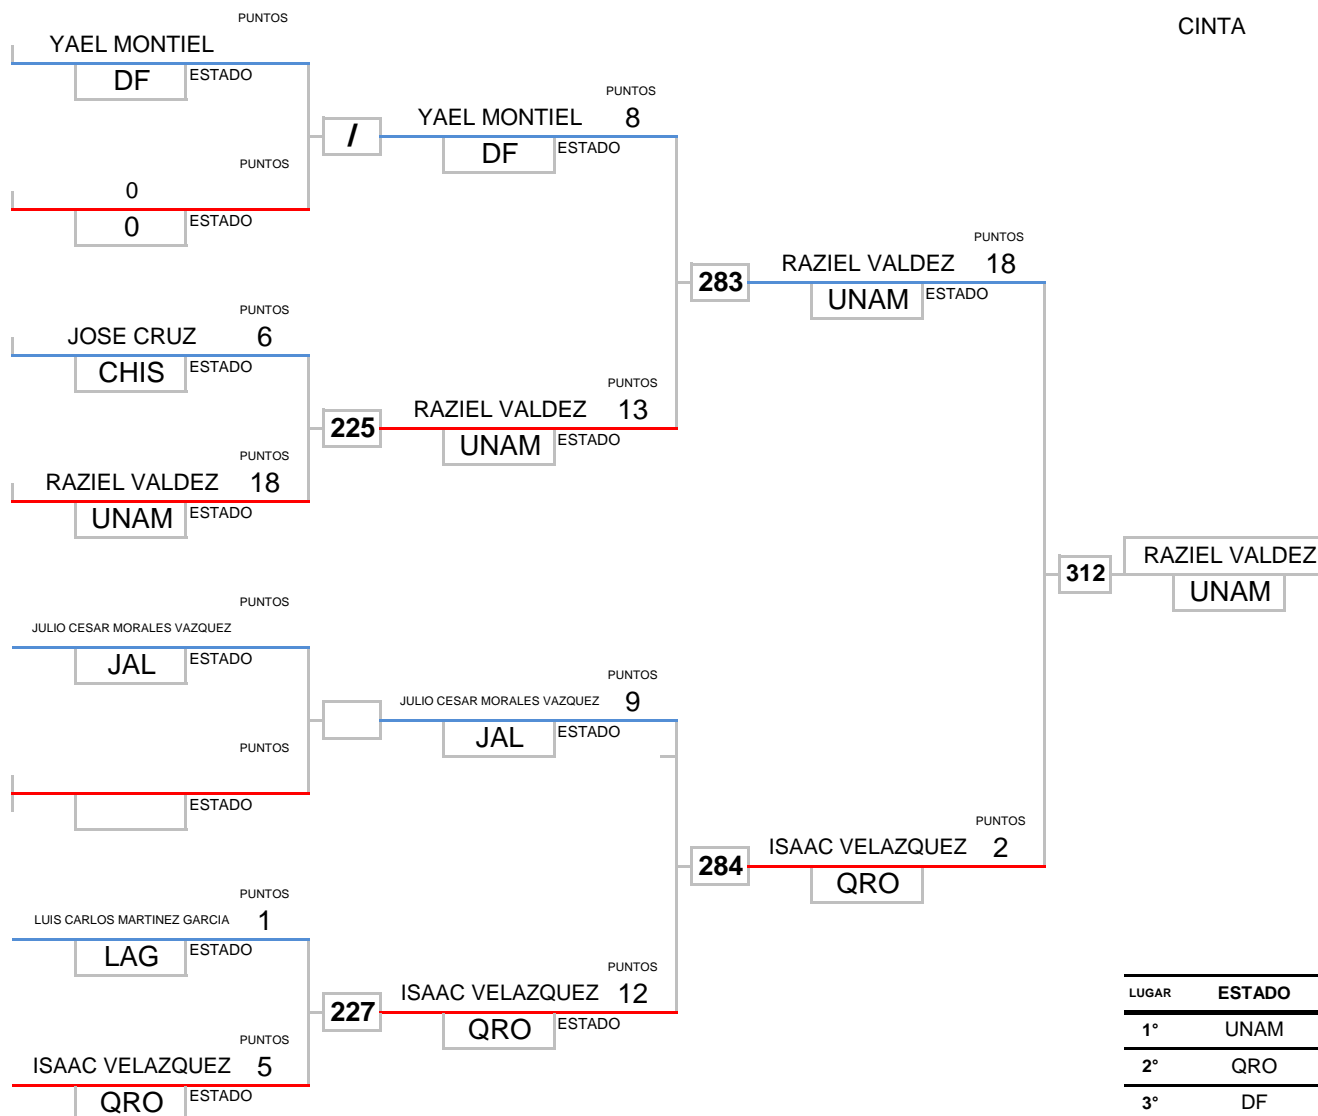 PUNTOS
CINTA
YAEL MONTIEL
DF
ESTADO
PUNTOS
YAEL MONTIEL 8
/
DF
ESTADO
PUNTOS
0
0
ESTADO
PUNTOS
RAZIEL VALDEZ 18
283
UNAM
ESTADO
PUNTOS
JOSE CRUZ 6
CHIS
ESTADO
PUNTOS
RAZIEL VALDEZ 13
225
UNAM
ESTADO
PUNTOS
RAZIEL VALDEZ 18
UNAM
ESTADO
RAZIEL VALDEZ
312
UNAM
PUNTOS
JULIO CESAR MORALES VAZQUEZ
JAL
ESTADO
PUNTOS
JULIO CESAR MORALES VAZQUEZ 9
JAL
ESTADO
PUNTOS
ESTADO
PUNTOS
ISAAC VELAZQUEZ 2
284
QRO
PUNTOS
LUIS CARLOS MARTINEZ GARCIA 1
LAG
ESTADO
PUNTOS
ISAAC VELAZQUEZ 12
227
QRO
ESTADO
PUNTOS
ISAAC VELAZQUEZ 5
QRO
ESTADO
LUGAR ESTADO
1° UNAM
2° QRO
3° DF